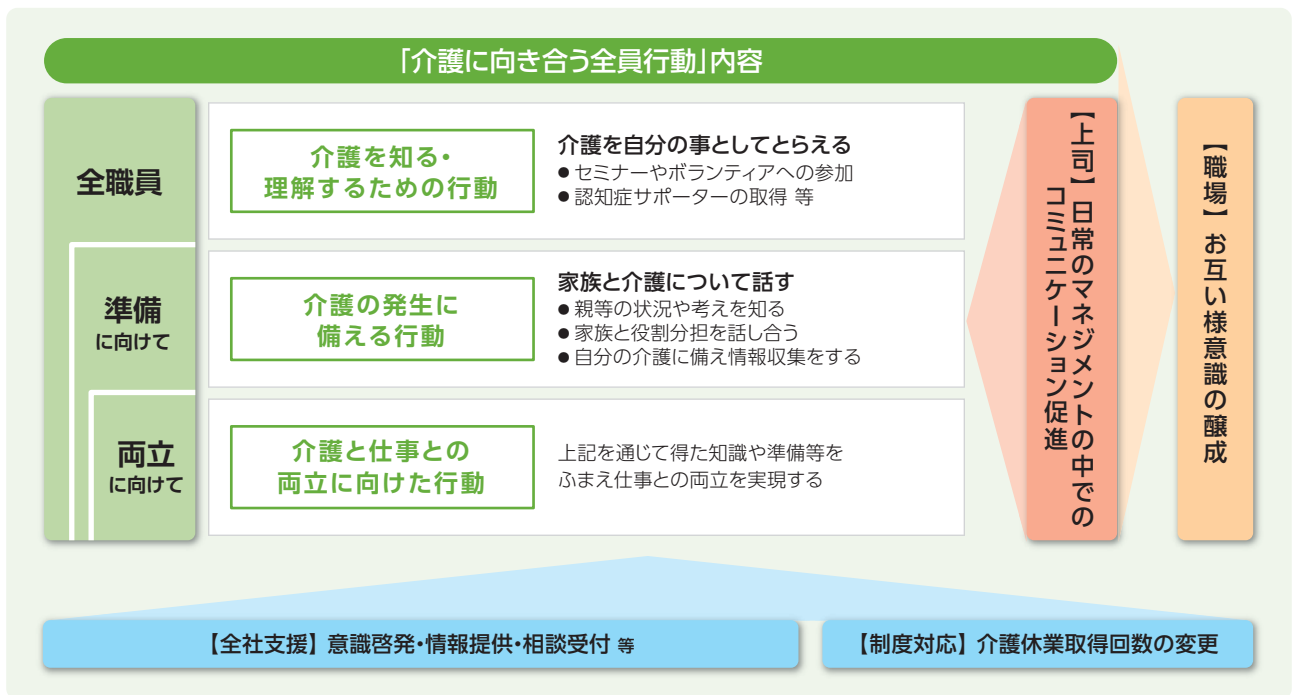 「介護に向き合う全員行動」内容
全職員
介護を知る・
理解するための行動
介護を自分の事としてとらえる
●セミナーやボランティアへの参加
●認知症サポーターの取得 等
準備
に向けて
介護の発生に
備える行動
家族と介護について話す
●親等の状況や考えを知る
●家族と役割分担を話し合う
●自分の介護に備え情報収集をする
両立
に向けて
介護と仕事との
両立に向けた行動
上記を通じて得た知識や準備等を
ふまえ仕事との両立を実現する
【上司】日常のマネジメントの中での
コミュニケーション促進
【職場】お互い様意識の醸成
【全社支援】意識啓発・情報提供・相談受付 等
【制度対応】介護休業取得回数の変更